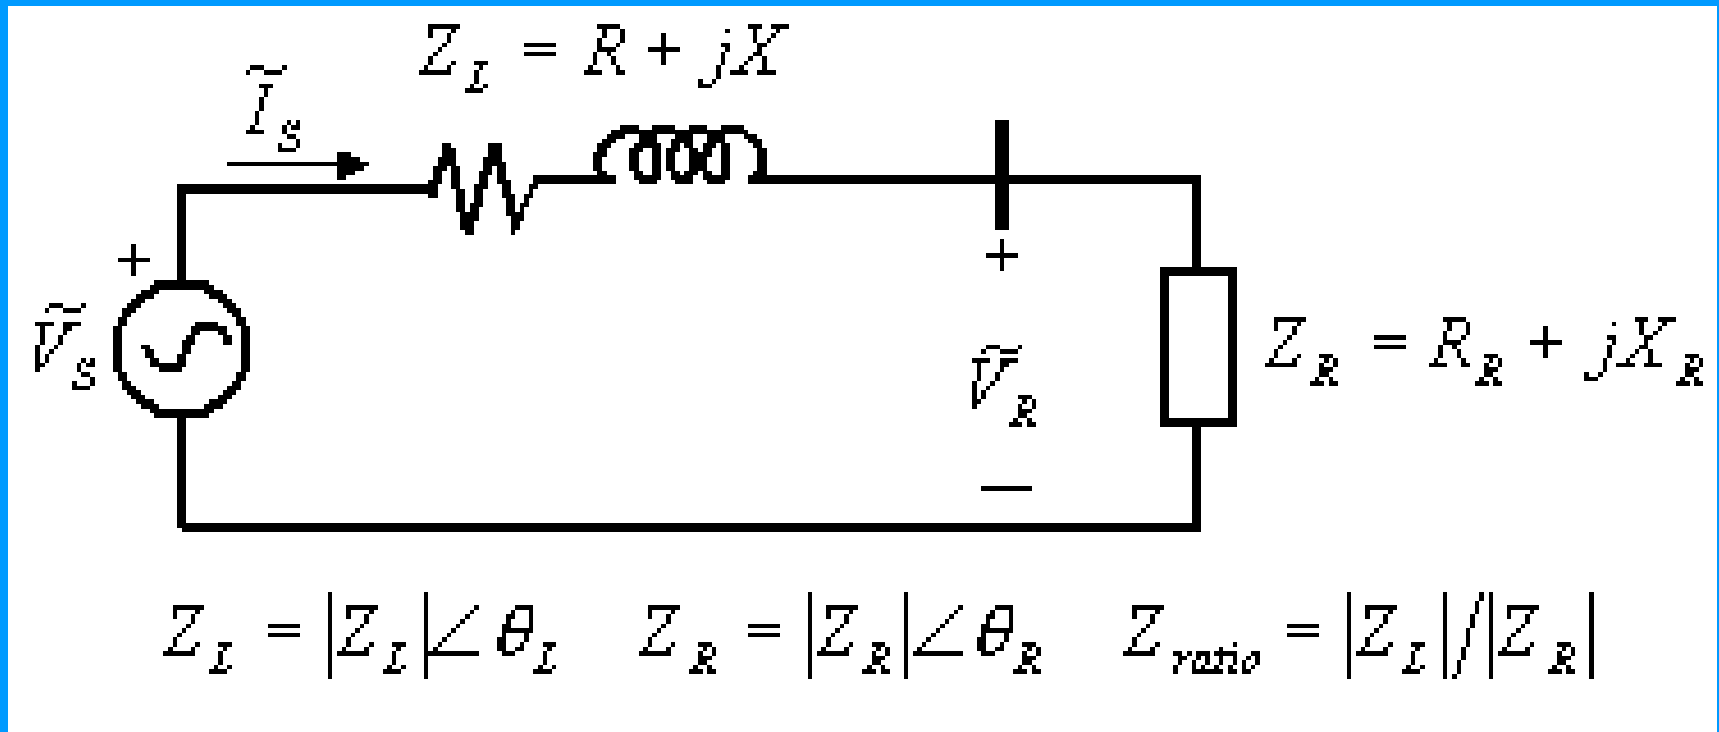 Z_L = R + jX
Ĩ_S
+
Ṽ_S
+
Ṽ_R
—
Z_R = R_R + jX_R
Z_L = |Z_L|∠θ_L   Z_R = |Z_R|∠θ_R   Z_ratio = |Z_L|/|Z_R|